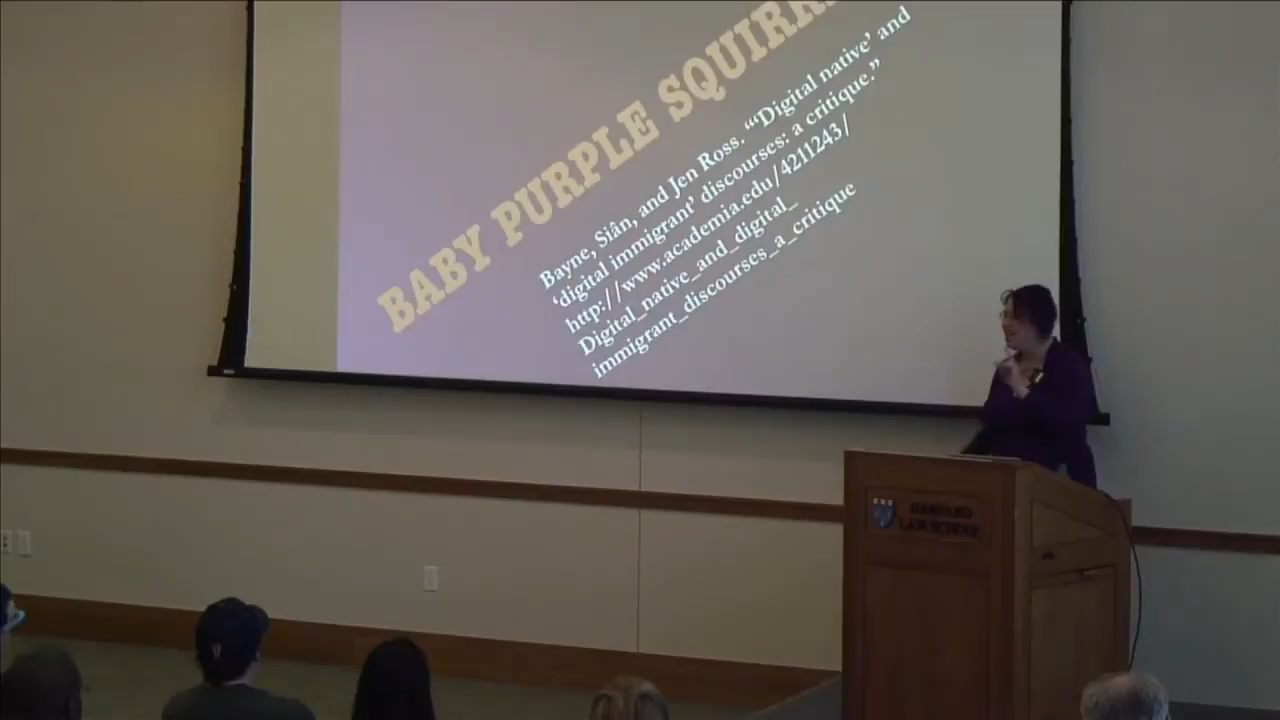 BABY PURPLE SQUIRR
Bayne, Siân, and Jen Ross. “‘Digital native’ and
‘digital immigrant’ discourses: a critique.”
http://www.academia.edu/4211243/
Digital_native_and_digital_
immigrant_discourses_a_critique
HARVARD
LAW SCHOOL